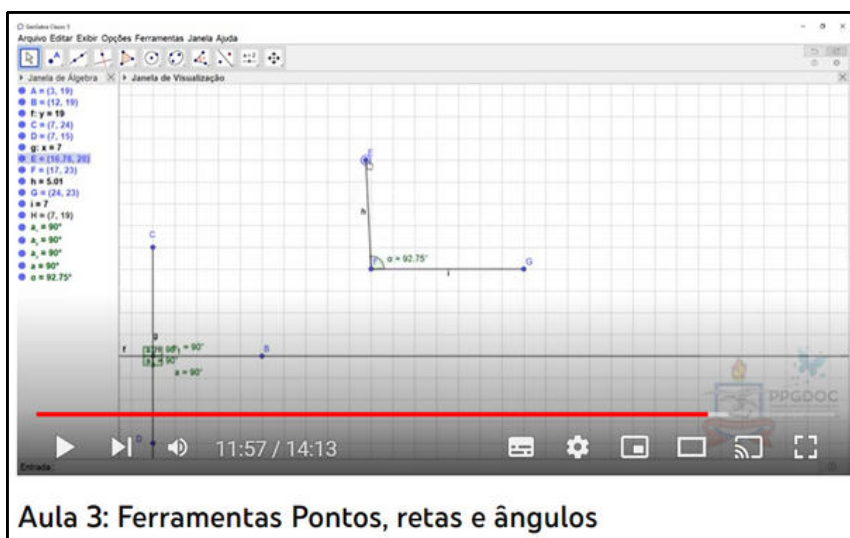 GeoGebra Classic 5
Arquivo Editar Exibir Opções Ferramentas Janela Ajuda
Janela de Álgebra
Janela de Visualização
A = (3, 19)
B = (12, 19)
f: y = 19
C = (7, 24)
D = (7, 15)
g: x = 7
E = (16.76, 28)
F = (17, 23)
h = 5.01
G = (24, 23)
i = 7
H = (7, 19)
= 90°
= 90°
= 90°
a = 90°
α = 92.75°
E
h
C
F
α = 92.75°
G
i
g
f
H
90°
= 90°
B
= 90°
a = 90°
PPGDOC
D
11:57 / 14:13
Entrada:
Aula 3: Ferramentas Pontos, retas e ângulos